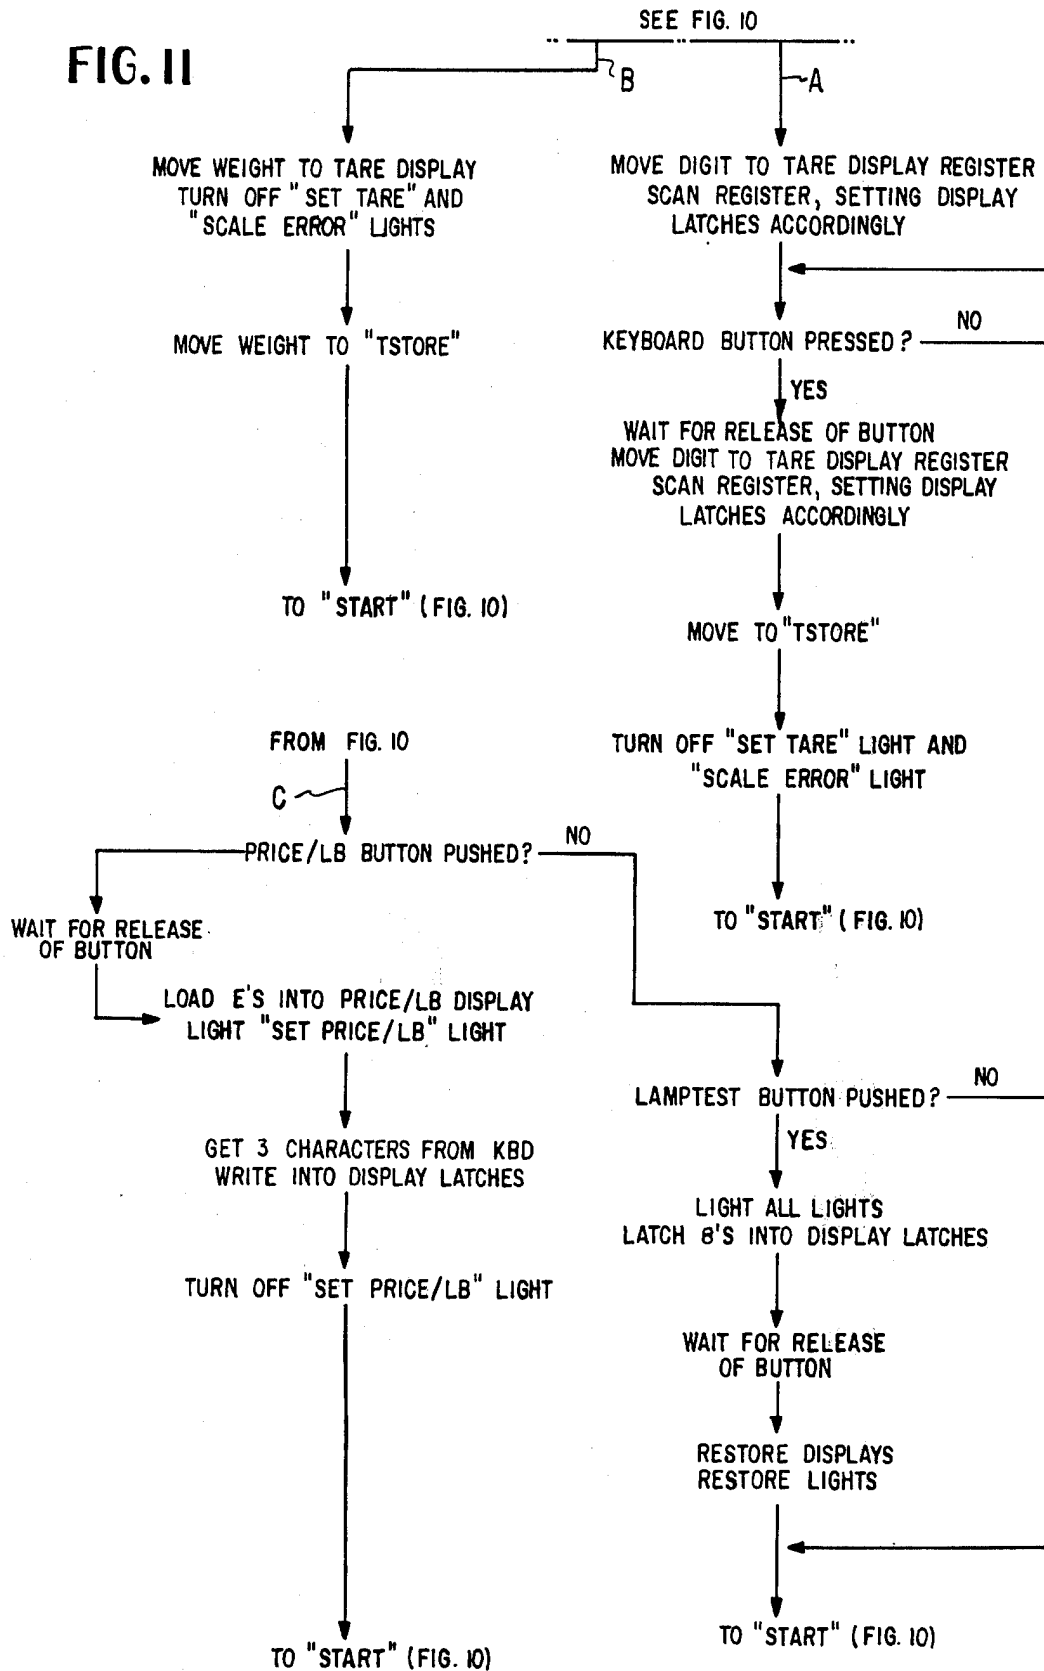 FIG. 11
SEE FIG. 10
B
A
MOVE WEIGHT TO TARE DISPLAY
TURN OFF "SET TARE" AND
"SCALE ERROR" LIGHTS
MOVE WEIGHT TO "TSTORE"
TO "START" (FIG. 10)
MOVE DIGIT TO TARE DISPLAY REGISTER
SCAN REGISTER, SETTING DISPLAY
LATCHES ACCORDINGLY
KEYBOARD BUTTON PRESSED?
NO
YES
WAIT FOR RELEASE OF BUTTON
MOVE DIGIT TO TARE DISPLAY REGISTER
SCAN REGISTER, SETTING DISPLAY
LATCHES ACCORDINGLY
MOVE TO "TSTORE"
TURN OFF "SET TARE" LIGHT AND
"SCALE ERROR" LIGHT
TO "START" (FIG. 10)
FROM FIG. 10
C
PRICE/LB BUTTON PUSHED?
NO
WAIT FOR RELEASE
OF BUTTON
LOAD E'S INTO PRICE/LB DISPLAY
LIGHT "SET PRICE/LB" LIGHT
GET 3 CHARACTERS FROM KBD
WRITE INTO DISPLAY LATCHES
TURN OFF "SET PRICE/LB" LIGHT
TO "START" (FIG. 10)
LAMPTEST BUTTON PUSHED?
NO
YES
LIGHT ALL LIGHTS
LATCH 8'S INTO DISPLAY LATCHES
WAIT FOR RELEASE
OF BUTTON
RESTORE DISPLAYS
RESTORE LIGHTS
TO "START" (FIG. 10)